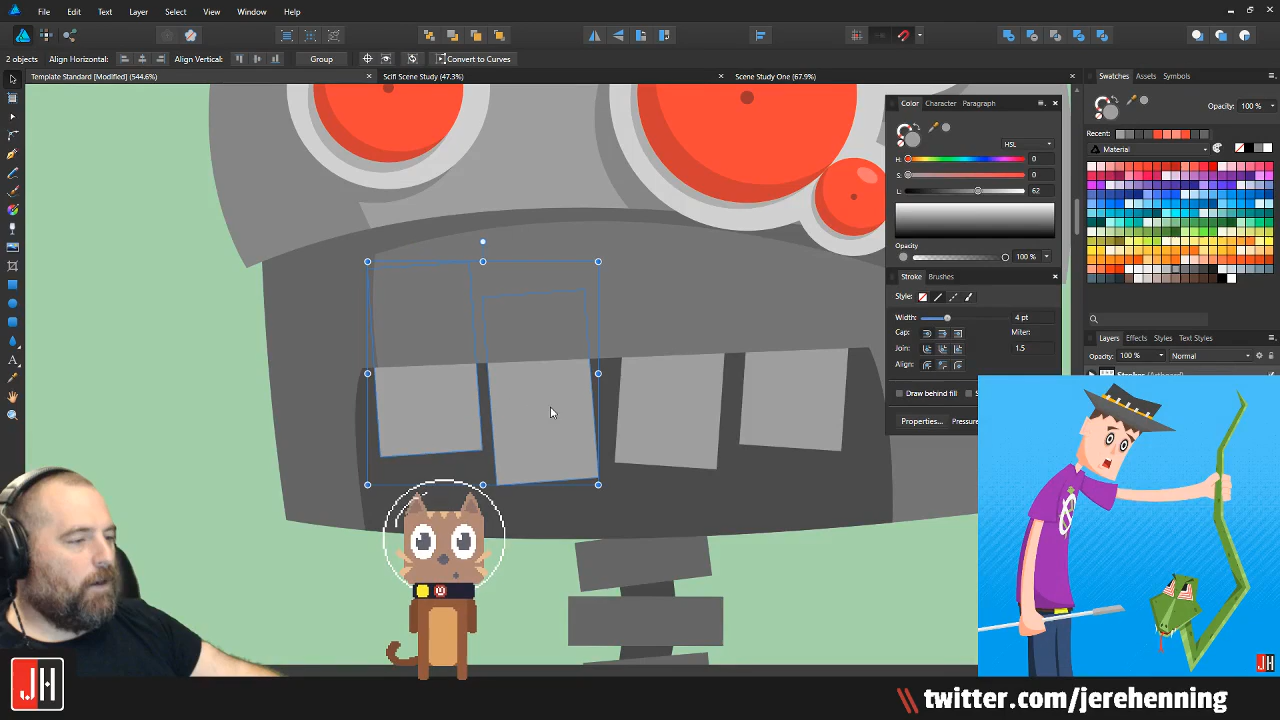 File Edit Text Layer Select View Window Help
2 objects Align Horizontal: Align Vertical: Group Convert to Curves
Template Standard [Modified] (544.6%) Scifi Scene Study (47.3%) Scene Study One (67.9%)
Swatches Assets Symbols
Opacity: 100 %
Recent:
Material
Color Character Paragraph
HSL
H: 0
S: 0
L: 62
Opacity
100 %
Stroke Brushes
Style:
Width: 4 pt
Cap: Miter:
Join: 1.5
Align:
Draw behind fill
Properties... Pressure
Layers Effects Styles Text Styles
Opacity: 100 % Normal
(Artboard)
JH
JH
\\ twitter.com/jerehenning